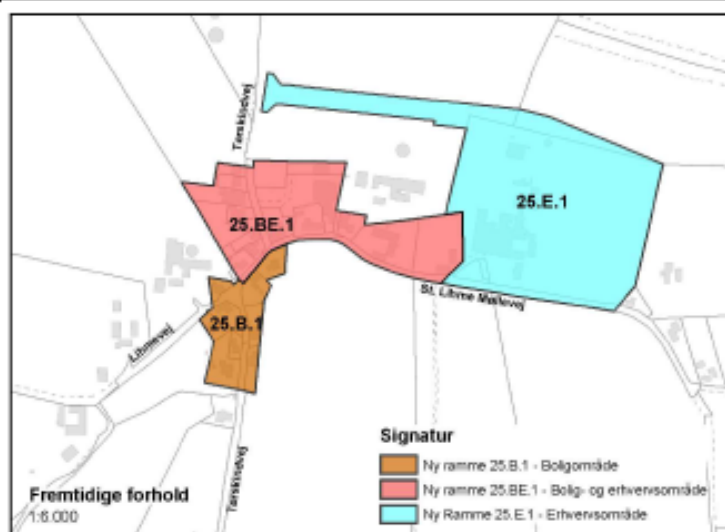 Tørskindvej
25.E.1
25.BE.1
St. Lihme Møllevej
25.B.1
Lihmevej
Tørskindvej
Signatur
Ny ramme 25.B.1 - Boligområde
Ny ramme 25.BE.1 - Bolig- og erhvervsområde
Ny Ramme 25.E.1 - Erhvervsområde
Fremtidige forhold
1:6.000